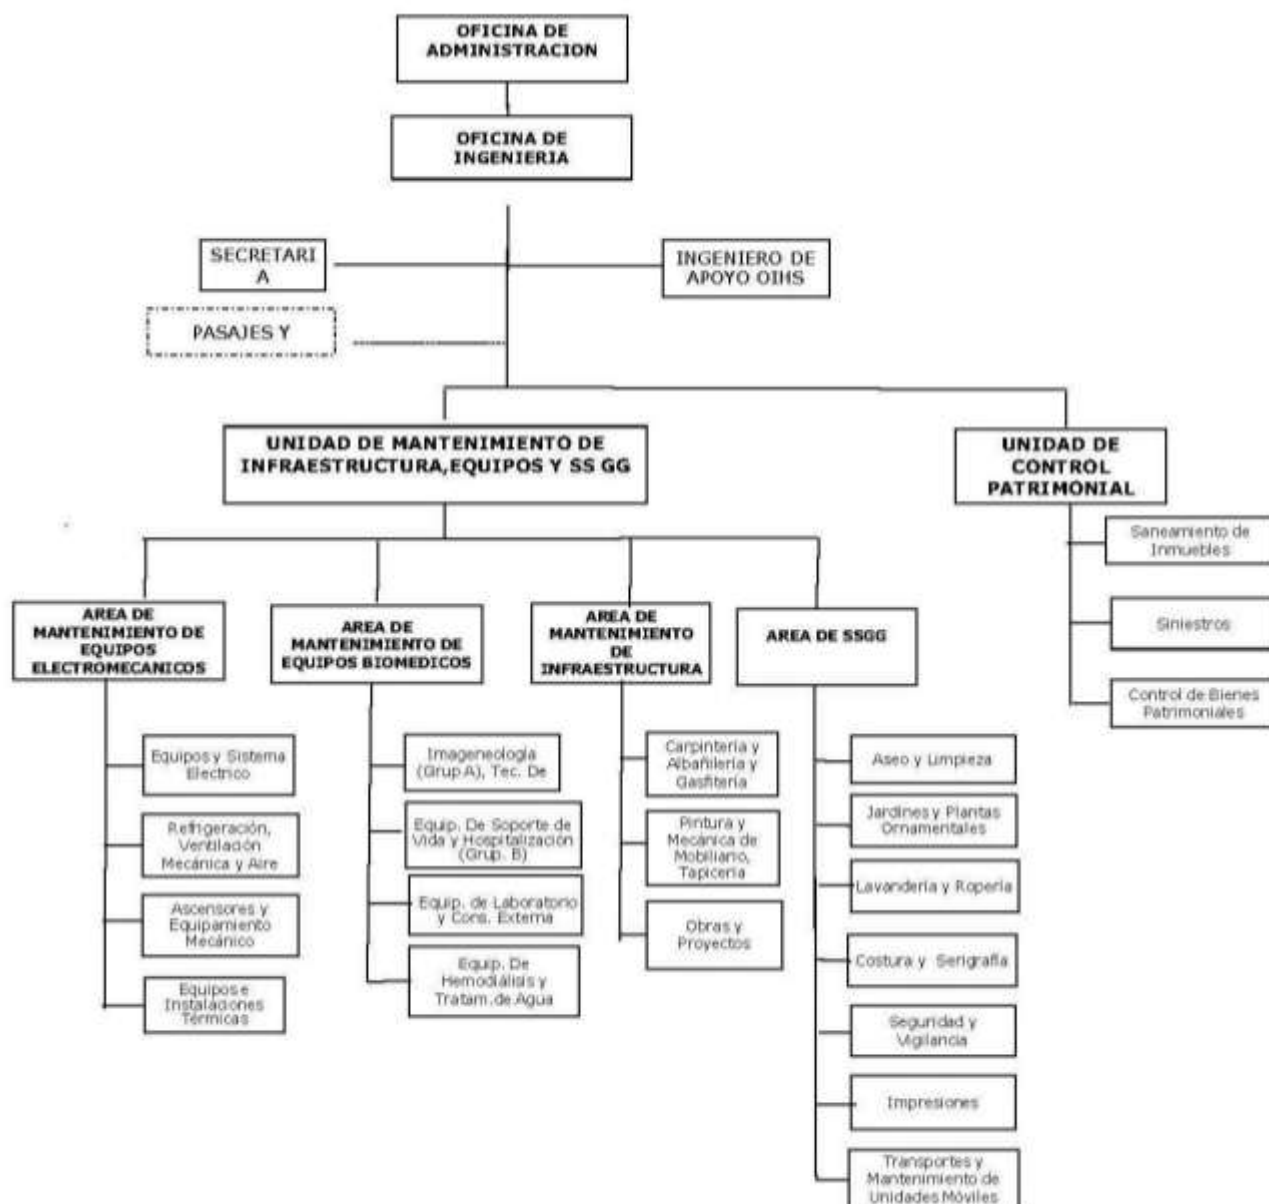 OFICINA DE
ADMINISTRACION
OFICINA DE
INGENIERIA
SECRETARI
A
INGENIERO DE
APOYO OIHS
PASAJES Y
UNIDAD DE MANTENIMIENTO DE
INFRAESTRUCTURA,EQUIPOS Y SS GG
UNIDAD DE
CONTROL
PATRIMONIAL
Saneamiento de
Inmuebles
Siniestros
Control de Bienes
Patrimoniales
AREA DE
MANTENIMIENTO DE
EQUIPOS
ELECTROMECANICOS
AREA DE
MANTENIMIENTO DE
EQUIPOS BIOMEDICOS
AREA DE
MANTENIMIENTO
DE
INFRAESTRUCTURA
AREA DE SSGG
Equipos y Sistema
Electrico
Refrigeración,
Ventilación
Mecánica y Aire
Ascensores y
Equipamiento
Mecánico
Equipos e
Instalaciones
Térmicas
Imageneología
(Grup A), Tec. De
Equip. De Soporte de
Vida y Hospitalización
(Grup. B)
Equip. de Laboratorio
y Cons. Externa
Equip. De
Hemodiálisis y
Tratam. de Agua
Carpintería y
Albañilería y
Gasfitería
Pintura y
Mecánica de
Mobiliario,
Tapicería
Obras y
Proyectos
Aseo y Limpieza
Jardines y Plantas
Ornamentales
Lavandería y Ropería
Costura y Serigrafía
Seguridad y
Vigilancia
Impresiones
Transportes y
Mantenimiento de
Unidades Móviles